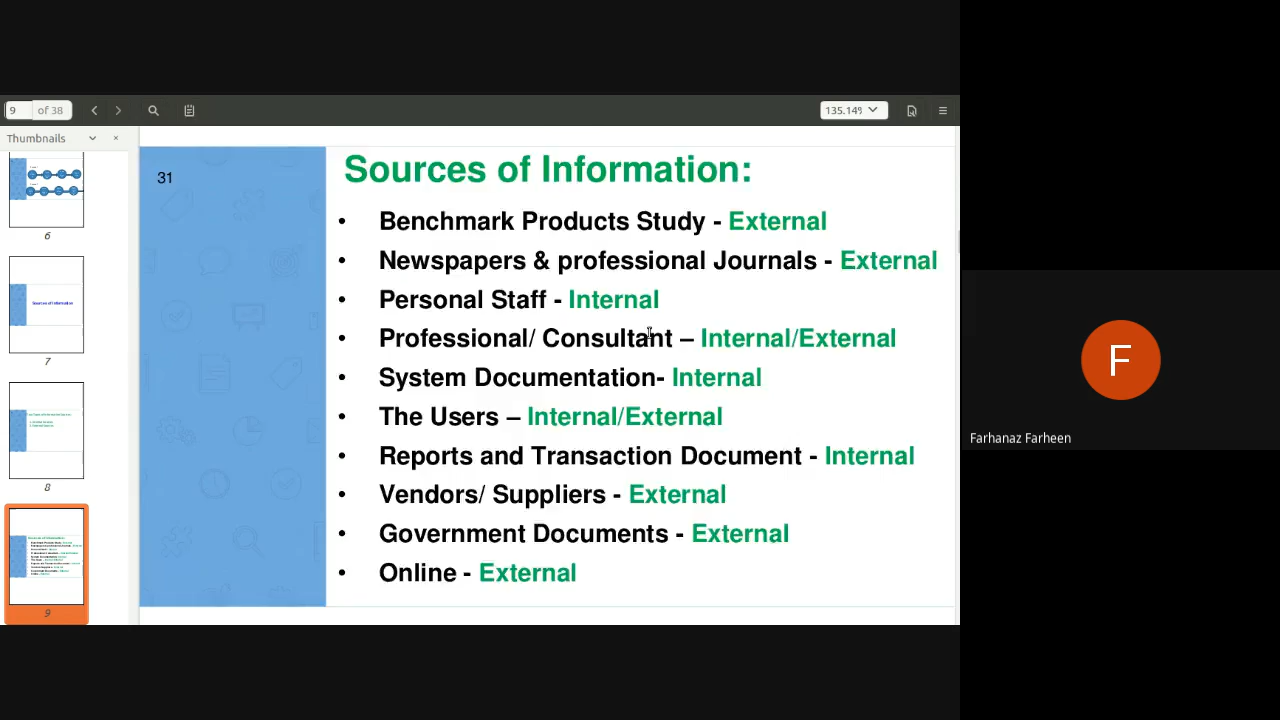 9 of 38
135.14%
Thumbnails
6
Sources of Information
7
8
9
31
Sources of Information:
• Benchmark Products Study - External
• Newspapers & professional Journals - External
• Personal Staff - Internal
• Professional/ Consultant – Internal/External
• System Documentation- Internal
• The Users – Internal/External
• Reports and Transaction Document - Internal
• Vendors/ Suppliers - External
• Government Documents - External
• Online - External
F
Farhanaz Farheen